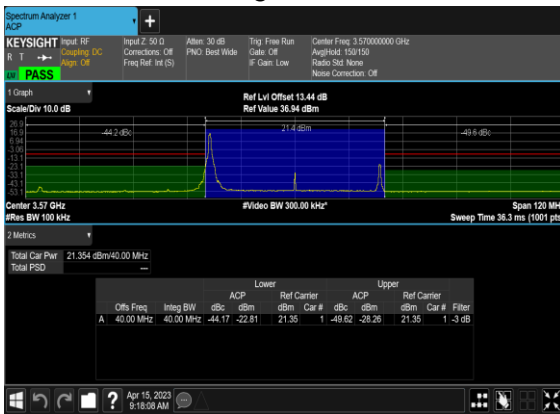 Spectrum Analyzer 1
ACP
+
KEYSIGHT Input: RF Input Z: 50 Ω Atten: 30 dB Trig: Free Run Center Freq: 3.570000000 GHz
R T Coupling: DC Corrections: Off PNO: Best Wide Gate: Off Avg|Hold: 150/150
Align: Off Freq Ref: Int (S) IF Gain: Low Radio Std: None
LV PASS Noise Correction: Off
1 Graph
Ref Lvl Offset 13.44 dB
Scale/Div 10.0 dB Ref Value 36.94 dBm
26.9
16.9 -44.2 dBc 21.4 dBm -49.6 dBc
6.94
-3.06
-13.1
-23.1
-33.1
-43.1
-53.1
Center 3.57 GHz #Video BW 300.00 kHz* Span 120 MH
#Res BW 100 kHz Sweep Time 36.3 ms (1001 pts
2 Metrics
Total Car Pwr 21.354 dBm/40.00 MHz
Total PSD ---
Lower Upper
ACP Ref Carrier ACP Ref Carrier
Offs Freq Integ BW dBc dBm dBm Car # dBc dBm dBm Car # Filter
A 40.00 MHz 40.00 MHz -44.17 -22.81 21.35 1 -49.62 -28.26 21.35 1 -3 dB
?
Apr 15, 2023
9:18:08 AM